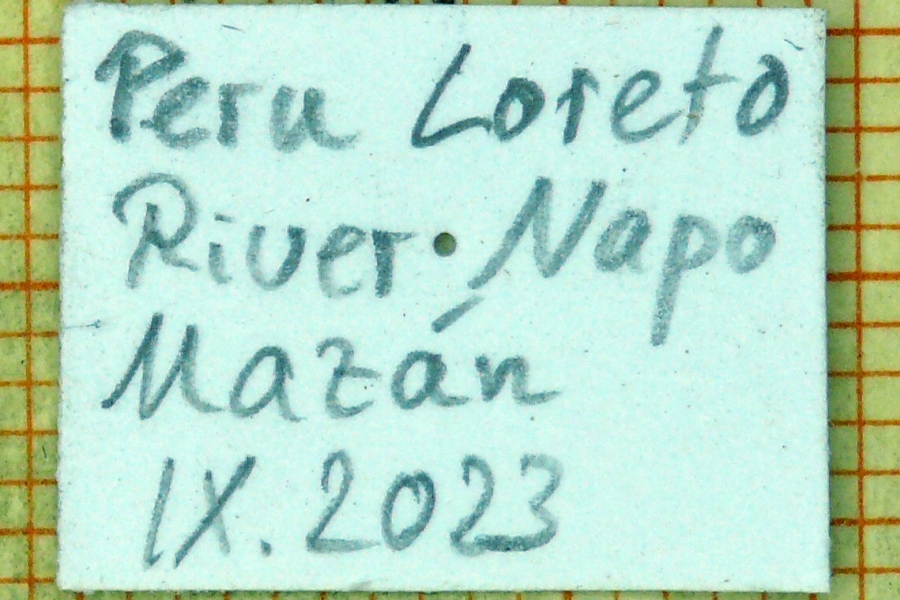 Peru Loreto
River Napo
Mazán
IX. 2023